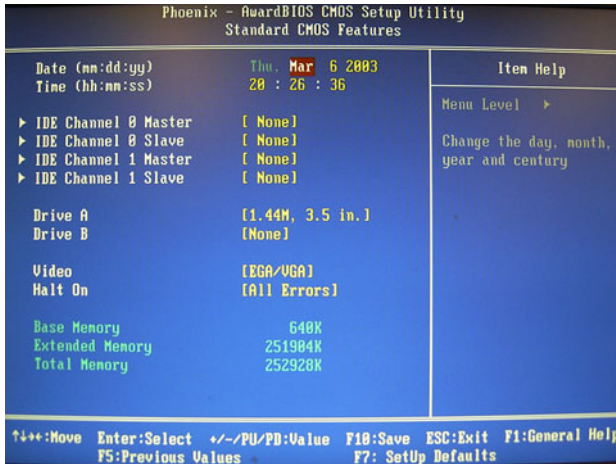 Phoenix - AwardBIOS CMOS Setup Utility
Standard CMOS Features
Date (mm:dd:yy) Thu, Mar 6 2003
Time (hh:mm:ss) 20 : 26 : 36
► IDE Channel 0 Master [ None]
► IDE Channel 0 Slave [ None]
► IDE Channel 1 Master [ None]
► IDE Channel 1 Slave [ None]
Drive A [1.44M, 3.5 in.]
Drive B [None]
Video [EGA/VGA]
Halt On [All Errors]
Base Memory 640K
Extended Memory 251904K
Total Memory 252928K
Item Help
Menu Level ►
Change the day, month,
year and century
↑↓→←:Move Enter:Select +/-/PU/PD:Value F10:Save ESC:Exit F1:General Help
F5:Previous Values F7: SetUp Defaults